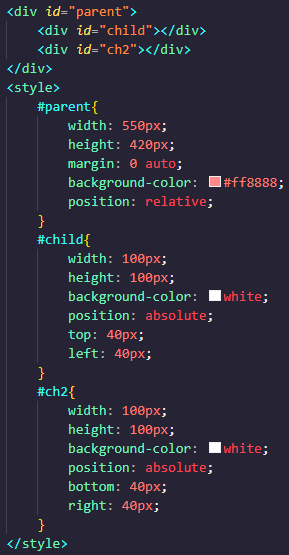 <div id="parent">
    <div id="child"></div>
    <div id="ch2"></div>
</div>
<style>
    #parent{
        width: 550px;
        height: 420px;
        margin: 0 auto;
        background-color: #ff8888;
        position: relative;
    }
    #child{
        width: 100px;
        height: 100px;
        background-color: white;
        position: absolute;
        top: 40px;
        left: 40px;
    }
    #ch2{
        width: 100px;
        height: 100px;
        background-color: white;
        position: absolute;
        bottom: 40px;
        right: 40px;
    }
</style>